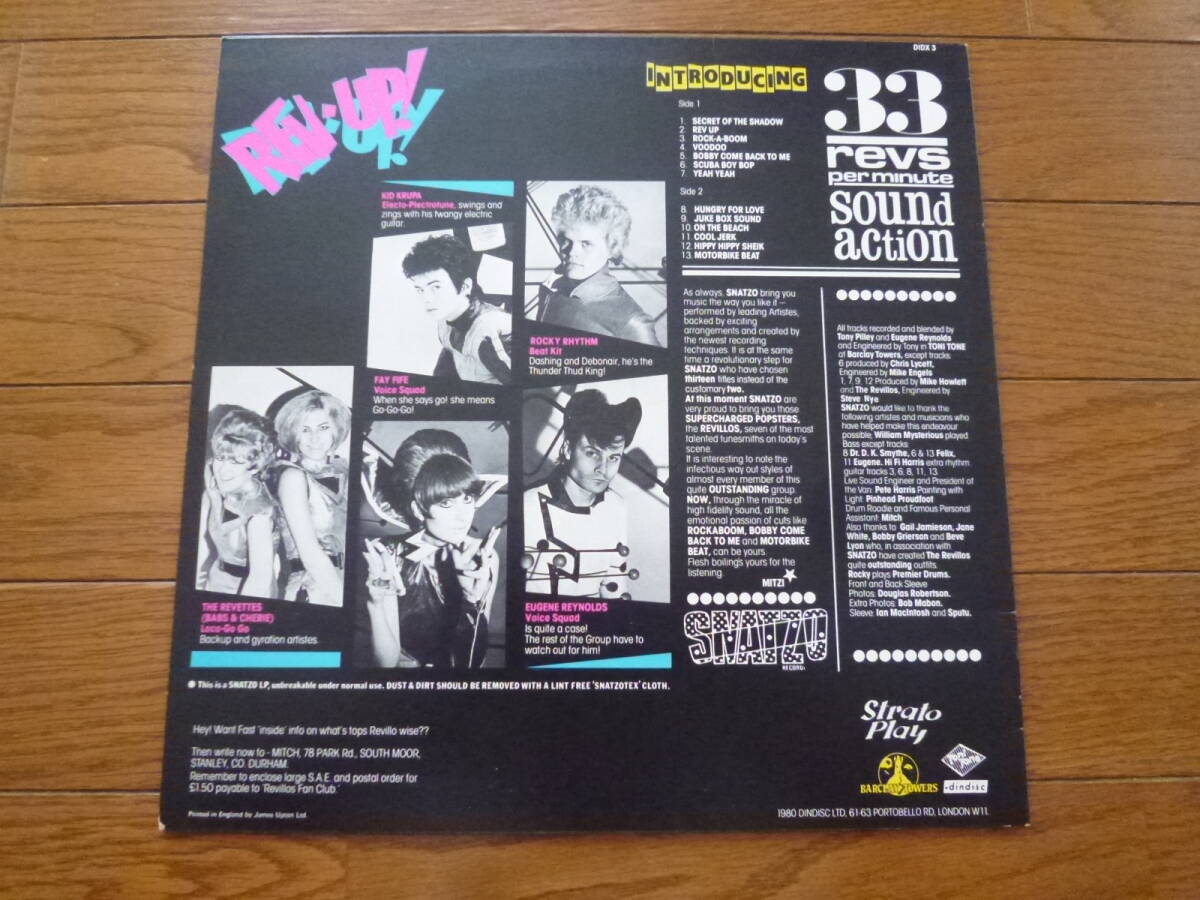 REV-UP!
KID KRUPA
Electo-Plectrotune, swings and
zings with his twangy electric
guitar.
ROCKY RHYTHM
Beat Kit
Dashing and Debonair, he's the
Thunder Thud King!
FAY FIFE
Voice Squad
When she says go! she means
Go-Go-Go!
THE REVETTES
(BABS & CHERIE)
Loco-Go Go
Backup and gyration artistes.
EUGENE REYNOLDS
Voice Squad
Is quite a case!
The rest of the Group have to
watch out for him!
This is a SNATZO LP, unbreakable under normal use. DUST & DIRT SHOULD BE REMOVED WITH A LINT FREE 'SNATZOTEX' CLOTH.
Hey! Want Fast 'inside' info on what's tops Revillo wise??
Then write now to - MITCH, 78 PARK Rd., SOUTH MOOR,
STANLEY, CO. DURHAM.
Remember to enclose large S.A.E. and postal order for
£1.50 payable to 'Revillos Fan Club.'
Printed in England by James Upton Ltd.
DIDX 3
INTRODUCING
Side 1
1. SECRET OF THE SHADOW
2. REV UP
3. ROCK-A-BOOM
4. VOODOO
5. BOBBY COME BACK TO ME
6. SCUBA BOY BOP
7. YEAH YEAH
Side 2
8. HUNGRY FOR LOVE
9. JUKE BOX SOUND
10. ON THE BEACH
11. COOL JERK
12. HIPPY HIPPY SHEIK
13. MOTORBIKE BEAT
33
revs
per minute
sound
action
As always, SNATZO bring you
music the way you like it –
performed by leading Artistes,
backed by exciting
arrangements and created by
the newest recording
techniques. It is at the same
time a revolutionary step for
SNATZO who have chosen
thirteen titles instead of the
customary two.
At this moment SNATZO are
very proud to bring you those
SUPERCHARGED POPSTERS,
the REVILLOS, seven of the most
talented tunesmiths on today's
scene.
It is interesting to note the
infectious way out styles of
almost every member of this
quite OUTSTANDING group.
NOW, through the miracle of
high fidelity sound, all the
emotional passion of cuts like
ROCKABOOM, BOBBY COME
BACK TO ME and MOTORBIKE
BEAT, can be yours.
Flesh boiling's yours for the
listening.
MITZI
SNATZO
RECORDS
All tracks recorded and blended by
Tony Pilley and Eugene Reynolds
and Engineered by Tony in TONI TONE
at Barclay Towers, except tracks
6 produced by Chris Lycett,
Engineered by Mike Engels
1, 7, 9, 12 Produced by Mike Howlett
and The Revillos, Engineered by
Steve Nye
SNATZO would like to thank the
following artistes and musicians who
have helped make this endeavour
possible; William Mysterious played
Bass except tracks:
8 Dr. D. K. Smythe, 6 & 13 Felix,
11 Eugene. Hi Fi Harris extra rhythm
guitar tracks 3, 6, 8, 11, 13.
Live Sound Engineer and President of
the Van: Pete Harris Painting with
Light: Pinhead Proudfoot
Drum Roadie and Famous Personal
Assistant: Mitch
Also thanks to Gail Jamieson, Jane
White, Bobby Grierson and Beve
Lyon who, in association with
SNATZO have created The Revillos
quite outstanding outfits.
Rocky plays Premier Drums.
Front and Back Sleeve
Photos: Douglas Robertson.
Extra Photos: Bob Mabon.
Sleeve: Ian MacIntosh and Sputu.
Strato
Play
BARCLAY TOWERS
Toni Tone
dindisc
1980 DINDISC LTD, 61-63 PORTOBELLO RD, LONDON W11.